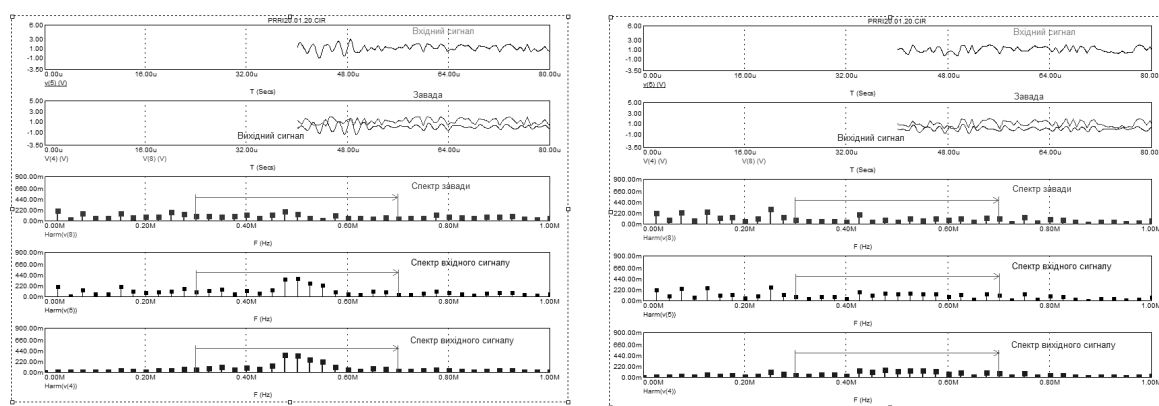 PRRI20.01.20.CIR
Вхідний сигнал
6.00
3.50
1.00
-1.00
-3.50
0.00u 16.00u 32.00u 48.00u 64.00u 80.00u
v(5) (V)
T (Secs)
Завада
5.00
3.00
1.00
-1.00
-3.50
Вихідний сигнал
0.00u 16.00u 32.00u 48.00u 64.00u 80.00u
V(4) (V) V(8) (V)
T (Secs)
Спектр завади
900.00m
660.00m
440.00m
220.00m
0.00m
0.00M 0.20M 0.40M 0.60M 0.80M 1.00M
Harm(v(8))
F (Hz)
Спектр вхідного сигналу
900.00m
660.00m
440.00m
220.00m
0.00m
0.00M 0.20M 0.40M 0.60M 0.80M 1.00M
Harm(v(5))
F (Hz)
Спектр вихідного сигналу
900.00m
660.00m
440.00m
220.00m
0.00m
0.00M 0.20M 0.40M 0.60M 0.80M 1.00M
Harm(v(4))
F (Hz)
PRRI20.01.20.CIR
Вхідний сигнал
6.00
3.50
1.00
-1.00
-3.50
0.00u 16.00u 32.00u 48.00u 64.00u 80.00u
v(5) (V)
T (Secs)
Завада
5.00
3.00
1.00
-1.00
-3.50
Вихідний сигнал
0.00u 16.00u 32.00u 48.00u 64.00u 80.00u
V(4) (V) V(8) (V)
T (Secs)
Спектр завади
900.00m
660.00m
440.00m
220.00m
0.00m
0.00M 0.20M 0.40M 0.60M 0.80M 1.00M
Harm(v(8))
F (Hz)
Спектр вхідного сигналу
900.00m
660.00m
440.00m
220.00m
0.00m
0.00M 0.20M 0.40M 0.60M 0.80M 1.00M
Harm(v(5))
F (Hz)
Спектр вихідного сигналу
900.00m
660.00m
440.00m
220.00m
0.00m
0.00M 0.20M 0.40M 0.60M 0.80M 1.00M
Harm(v(4))
F (Hz)